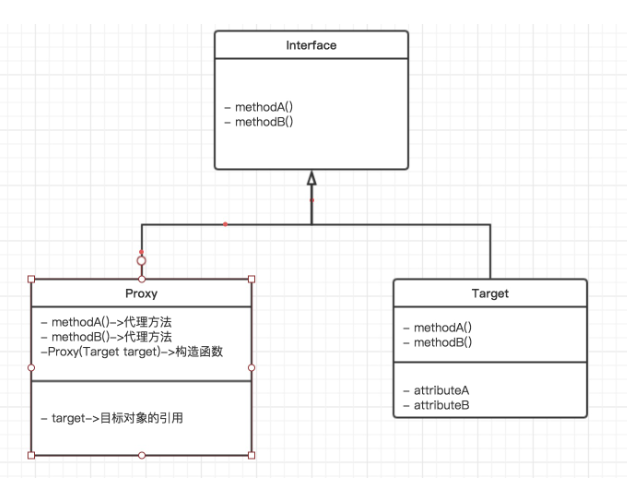 Interface
- methodA()
- methodB()
Proxy
- methodA()->代理方法
- methodB()->代理方法
-Proxy(Target target)->构造函数
- target->目标对象的引用
Target
- methodA()
- methodB()
- attributeA
- attributeB